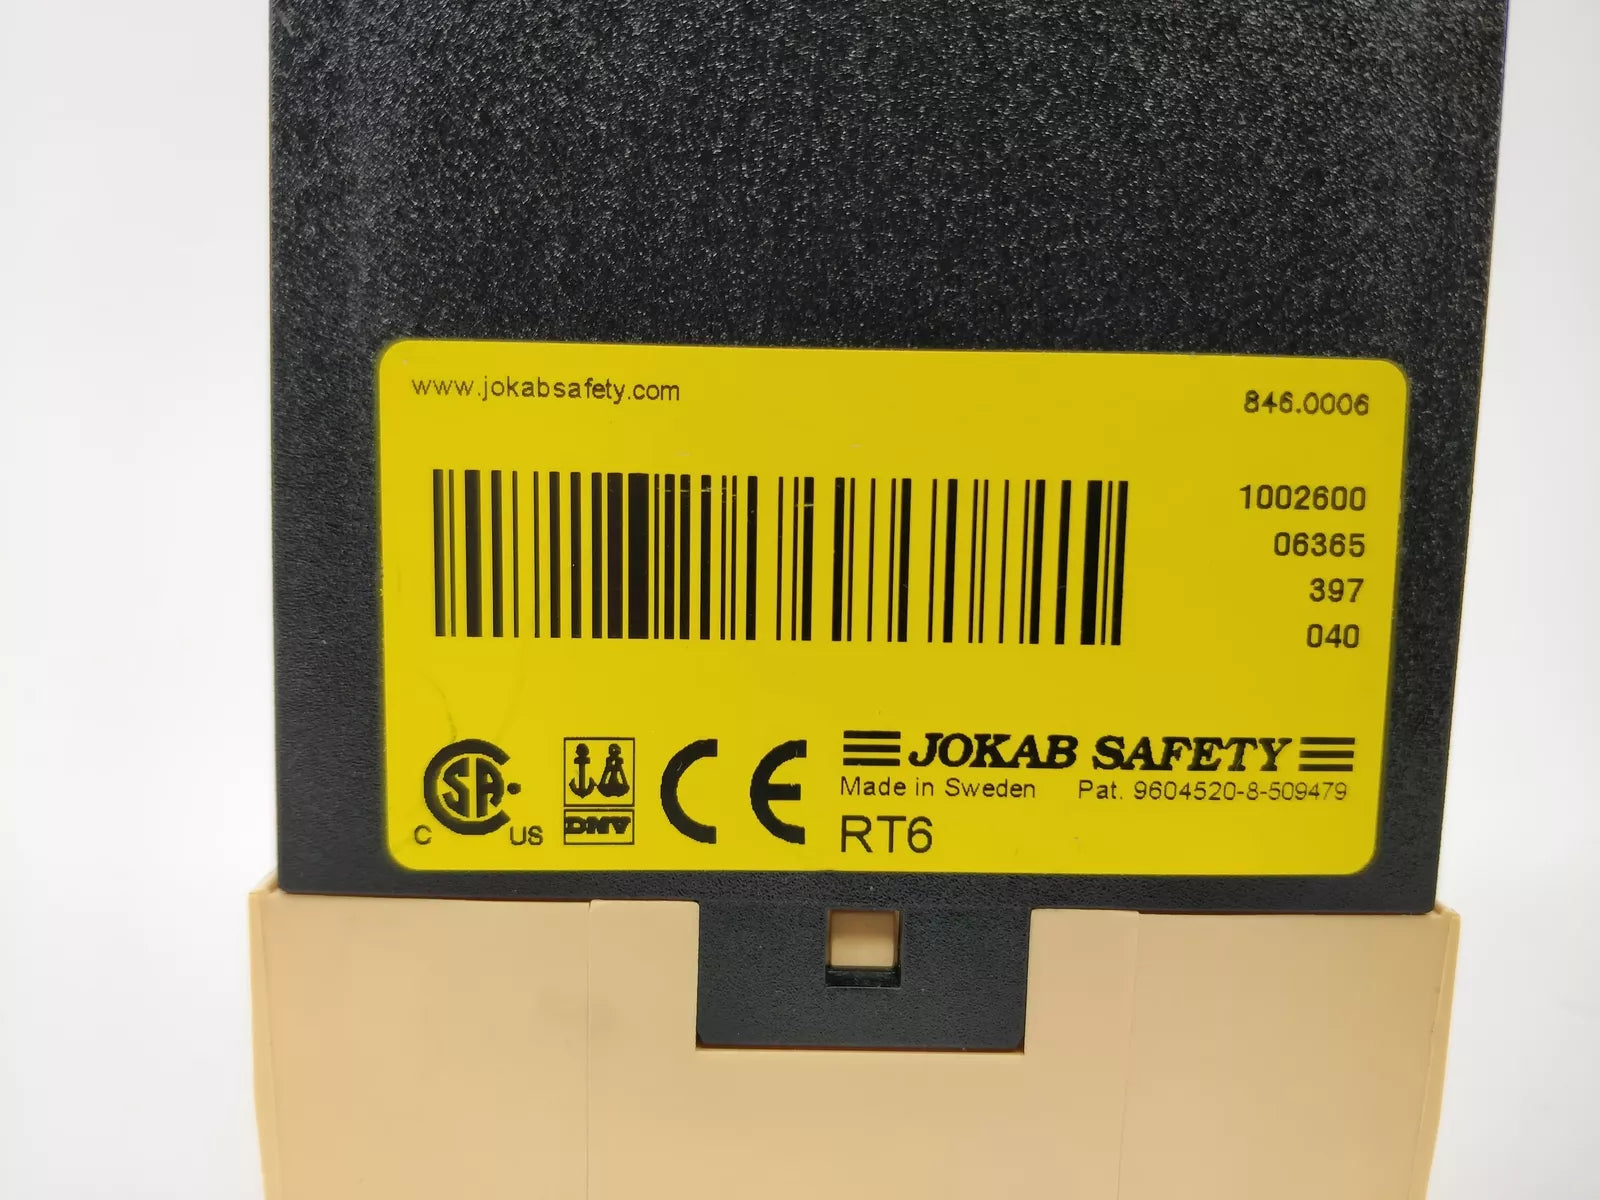 www.jokabsafety.com
846.0006
1002600
06365
397
040
JOKAB SAFETY
Made in Sweden Pat. 9604520-8-509479
RT6
C SA US
DNV
CE